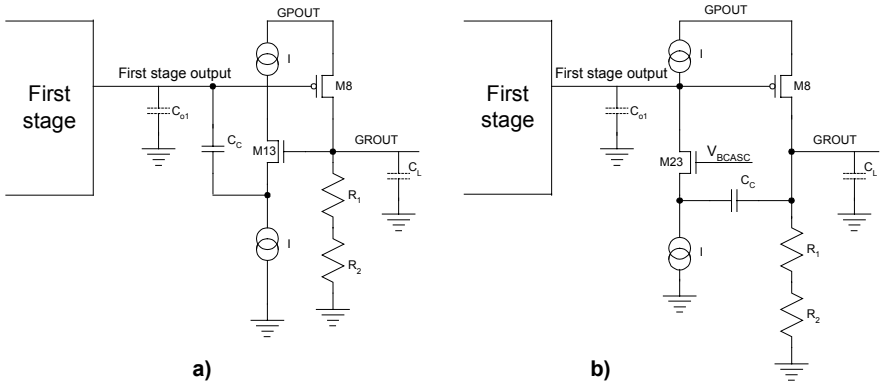 GPOUT
First stage output
I
M8
First
stage
C_o1
C_C
M13
GROUT
C_L
R_1
I
R_2
a)
GPOUT
First stage output
I
M8
First
stage
C_o1
GROUT
M23
V_BCASC
C_C
C_L
I
R_1
R_2
b)